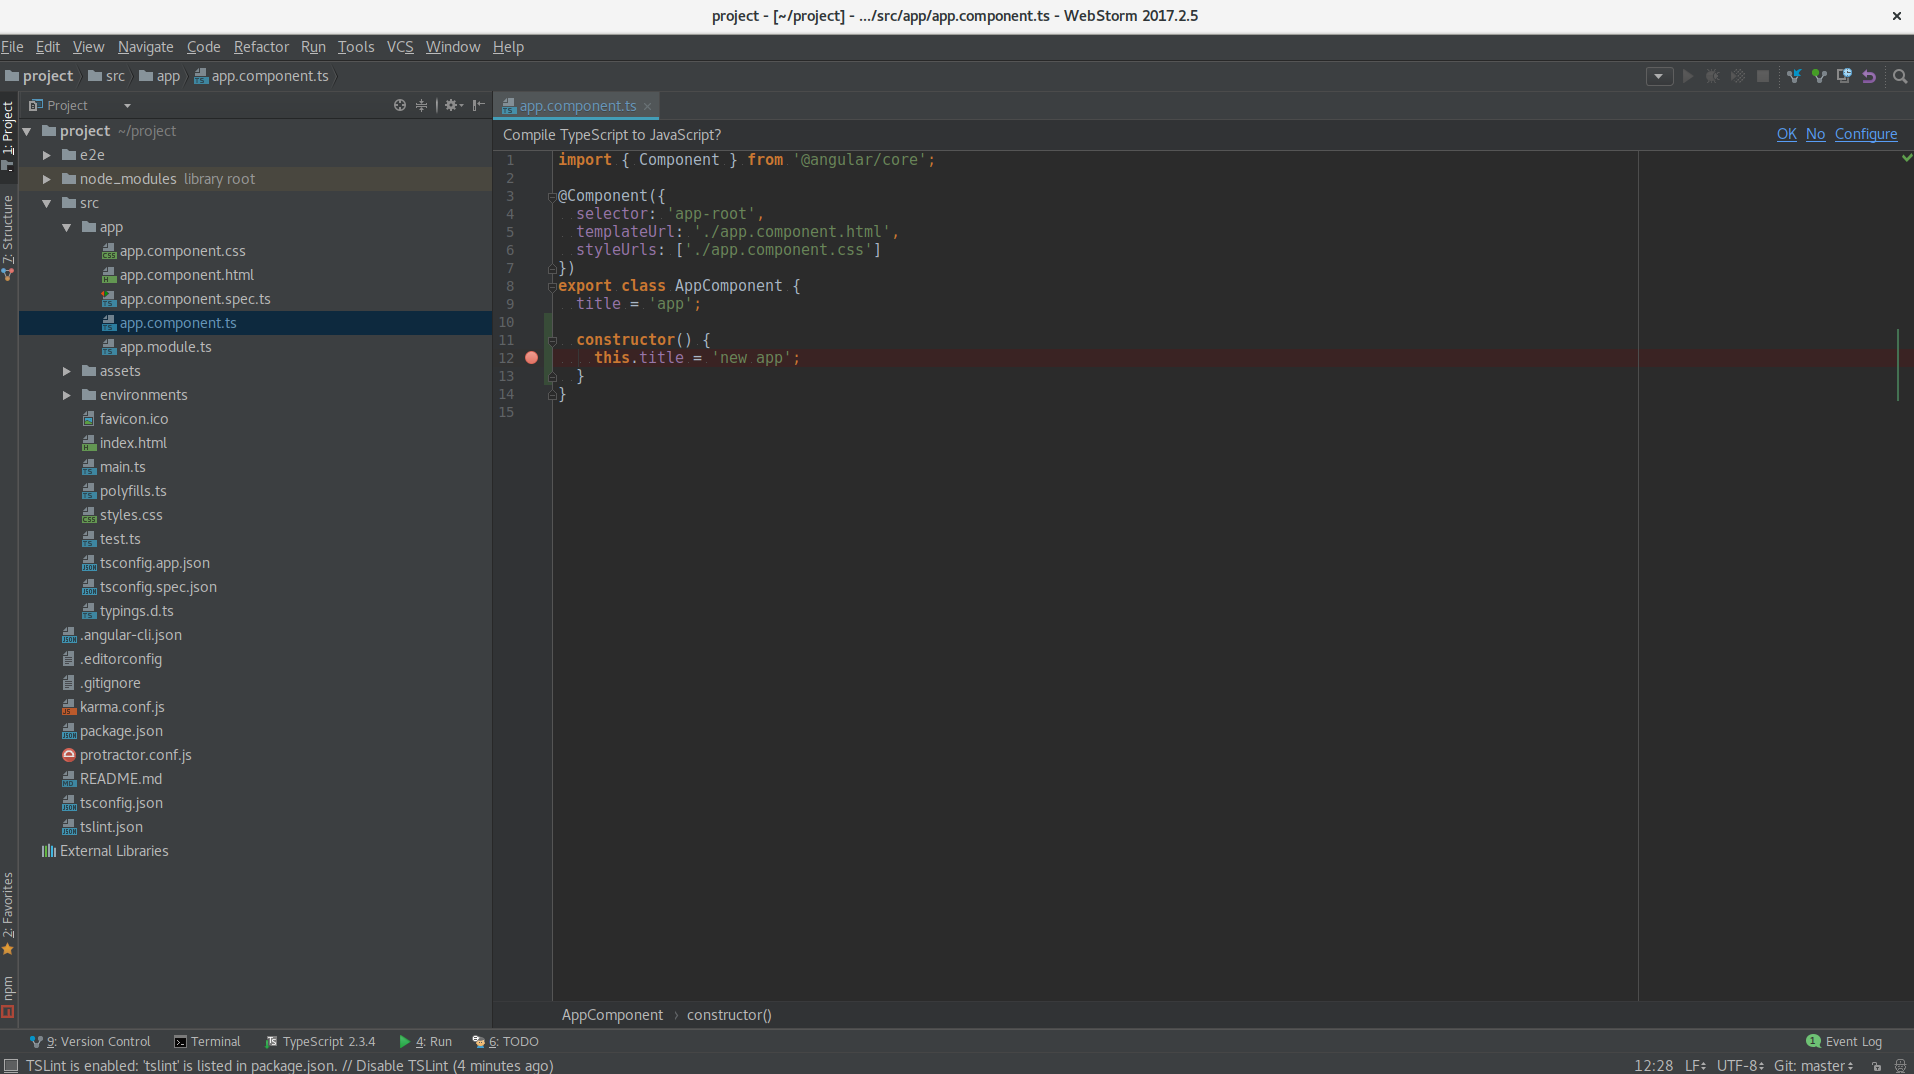 project - [~/project] - .../src/app/app.component.ts - WebStorm 2017.2.5
File Edit View Navigate Code Refactor Run Tools VCS Window Help
project src app app.component.ts
1: Project
7: Structure
2: Favorites
npm
Project
project ~/project
e2e
node_modules library root
src
app
app.component.css
app.component.html
app.component.spec.ts
app.component.ts
app.module.ts
assets
environments
favicon.ico
index.html
main.ts
polyfills.ts
styles.css
test.ts
tsconfig.app.json
tsconfig.spec.json
typings.d.ts
.angular-cli.json
.editorconfig
.gitignore
karma.conf.js
package.json
protractor.conf.js
README.md
tsconfig.json
tslint.json
External Libraries
app.component.ts
Compile TypeScript to JavaScript? OK No Configure
1 import { Component } from '@angular/core';
2
3 @Component({
4 selector: 'app-root',
5 templateUrl: './app.component.html',
6 styleUrls: ['./app.component.css']
7 })
8 export class AppComponent {
9 title = 'app';
10
11 constructor() {
12 this.title = 'new app';
13 }
14 }
15
AppComponent › constructor()
9: Version Control Terminal TypeScript 2.3.4 4: Run 6: TODO 1 Event Log
TSLint is enabled: 'tslint' is listed in package.json. // Disable TSLint (4 minutes ago) 12:28 LF UTF-8 Git: master